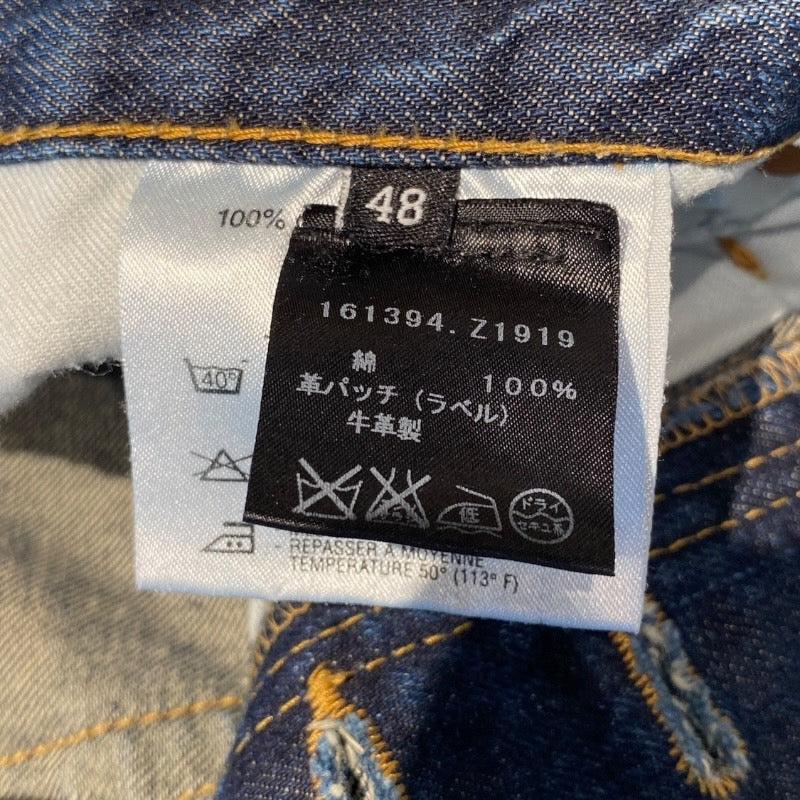 48
100%
161394.Z1919
綿 100%
革パッチ(ラベル)
牛革製
40°
低
ドライ
セキユ系
REPASSER À MOYENNE
TEMPERATURE 50° (113° F)